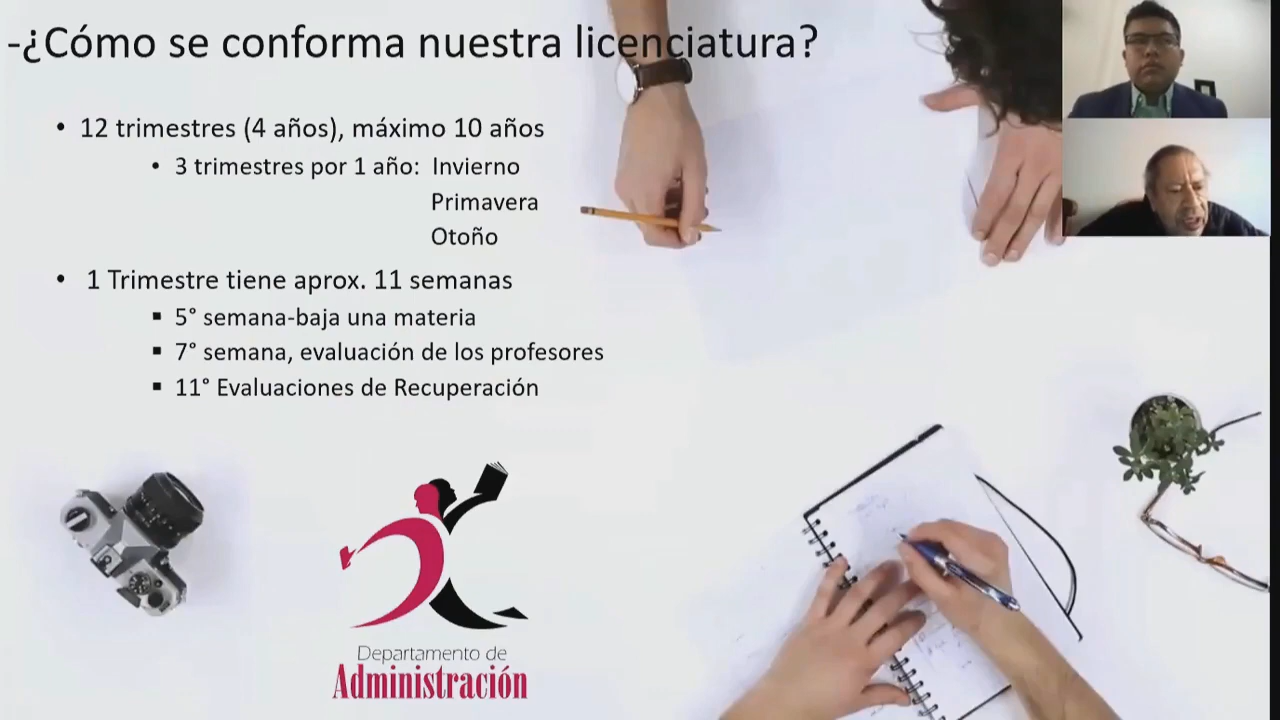 -¿Cómo se conforma nuestra licenciatura?
• 12 trimestres (4 años), máximo 10 años
• 3 trimestres por 1 año: Invierno
Primavera
Otoño
• 1 Trimestre tiene aprox. 11 semanas
▪ 5° semana-baja una materia
▪ 7° semana, evaluación de los profesores
▪ 11° Evaluaciones de Recuperación
Departamento de
Administración